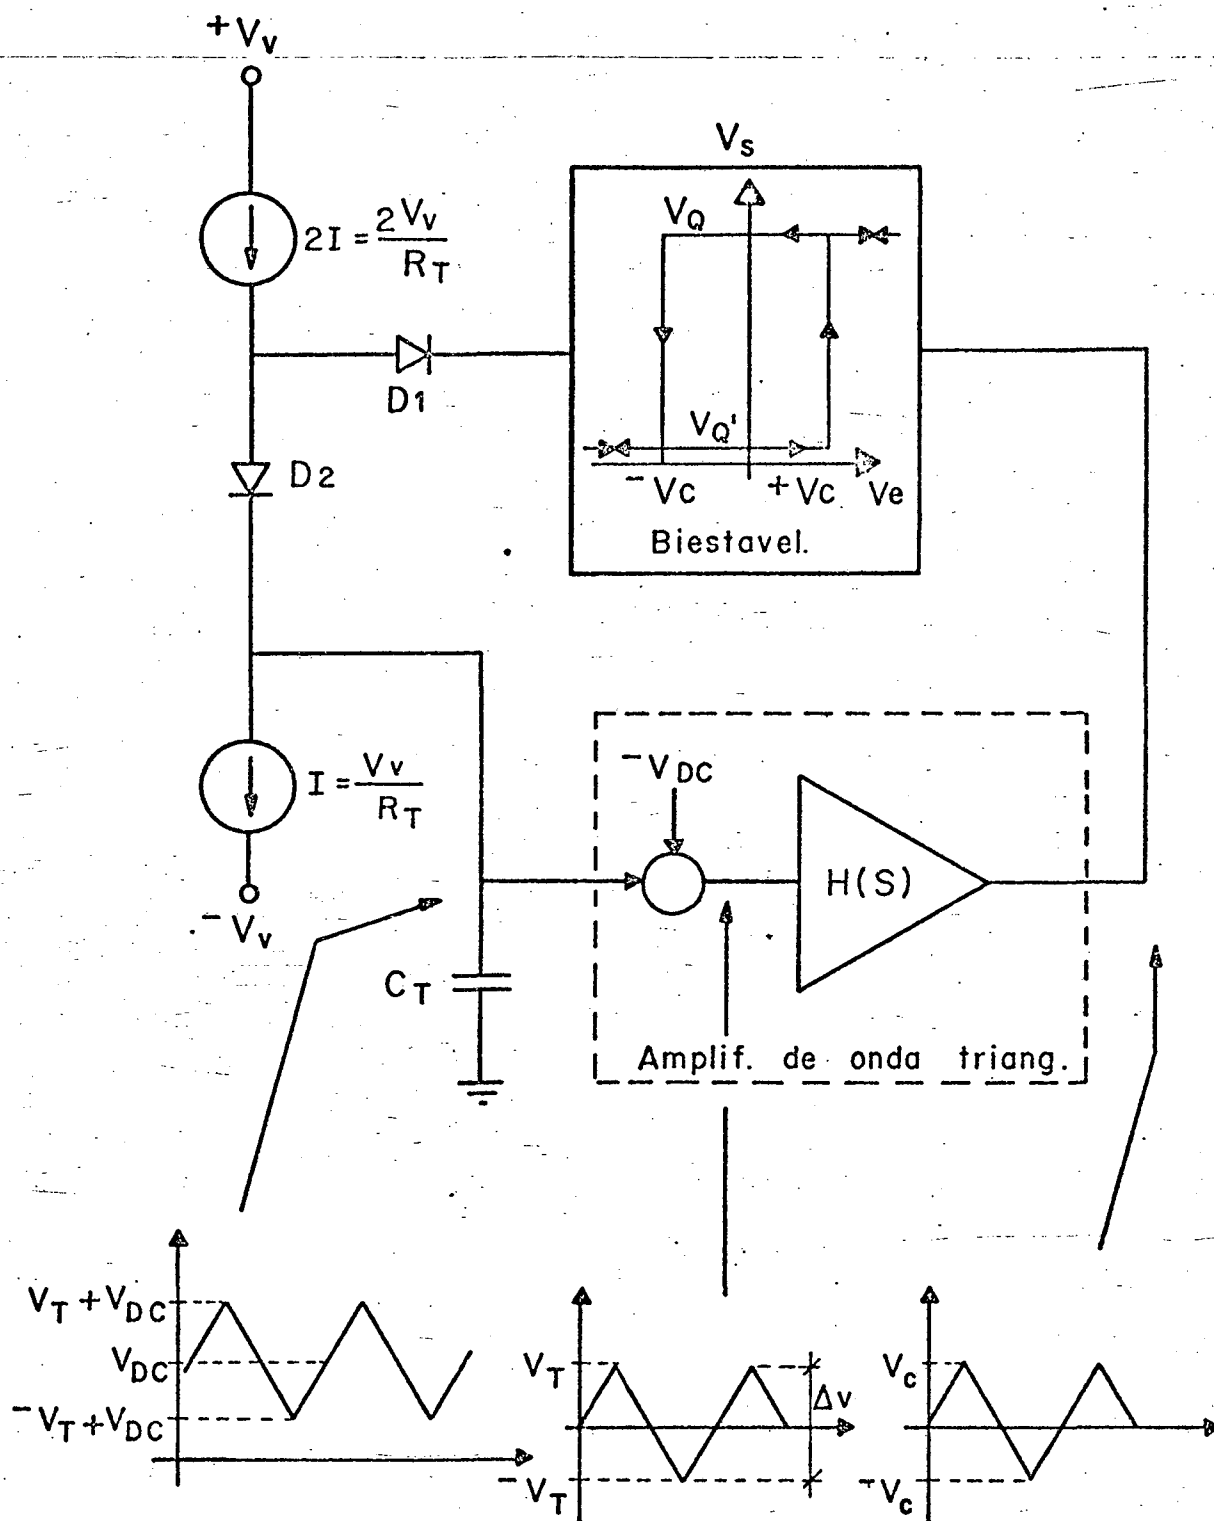 +Vv
2I = 2Vv / RT
D1
D2
Vs
VQ
VQ'
-Vc
+Vc
Ve
Biestavel.
I = Vv / RT
-Vv
CT
-VDC
H(S)
Amplif. de onda triang.
VT + VDC
VDC
-VT + VDC
VT
Δv
-VT
Vc
-Vc